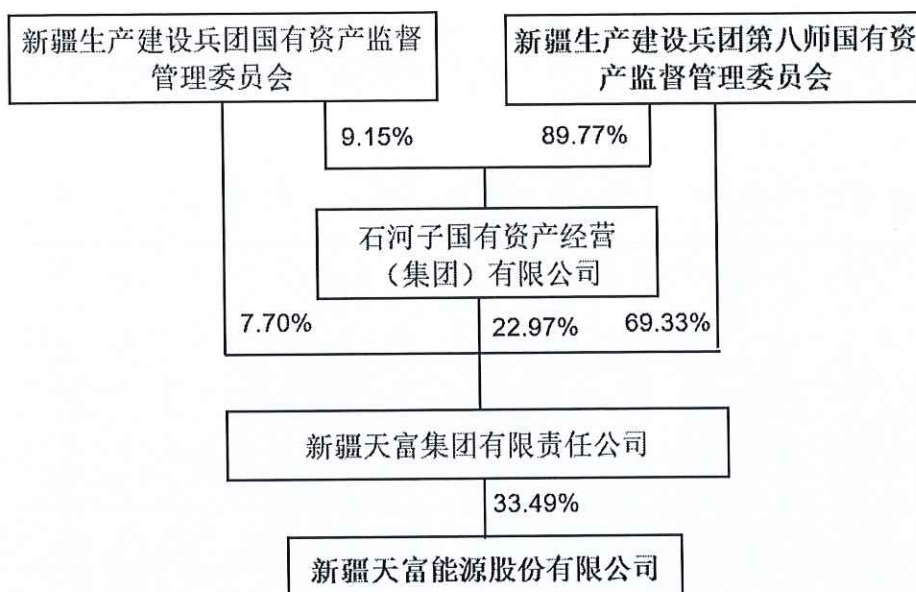 新疆生产建设兵团国有资产监督
管理委员会
新疆生产建设兵团第八师国有资
产监督管理委员会
9.15%
89.77%
石河子国有资产经营
（集团）有限公司
7.70%
22.97%
69.33%
新疆天富集团有限责任公司
33.49%
新疆天富能源股份有限公司